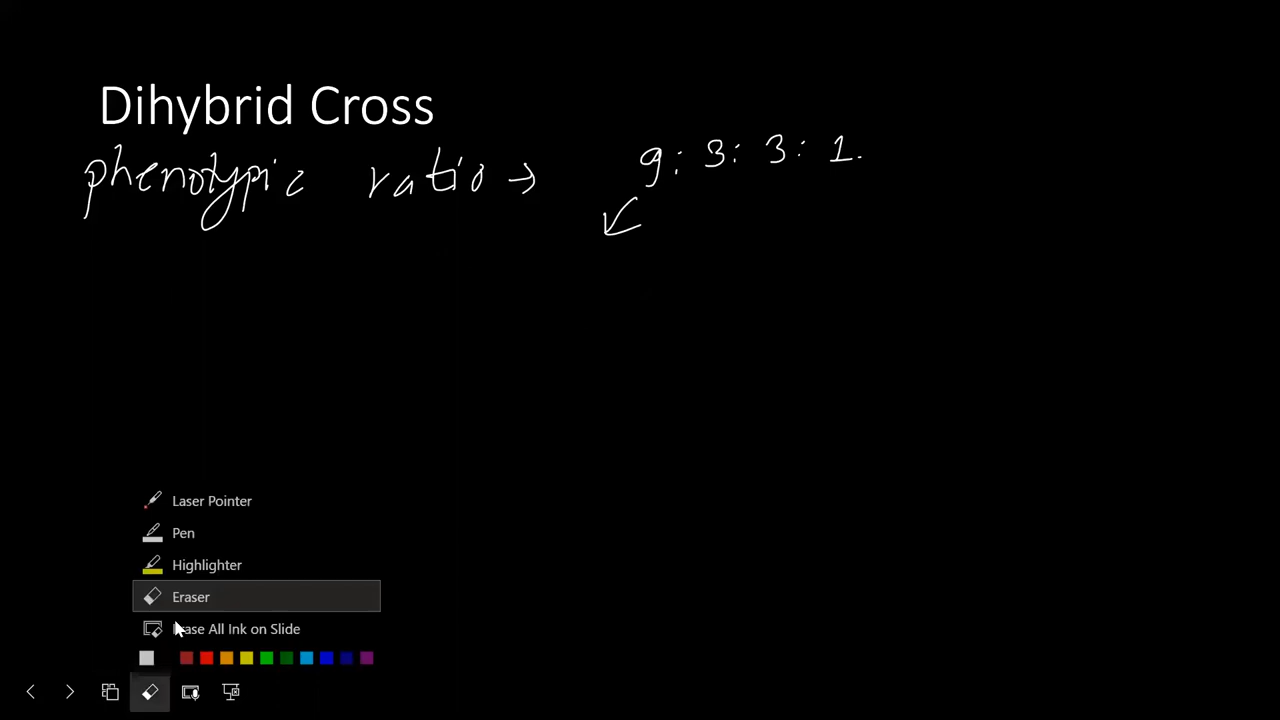 Dihybrid Cross
phenotypic ratio → 9: 3: 3: 1.
Laser Pointer
Pen
Highlighter
Eraser
Erase All Ink on Slide